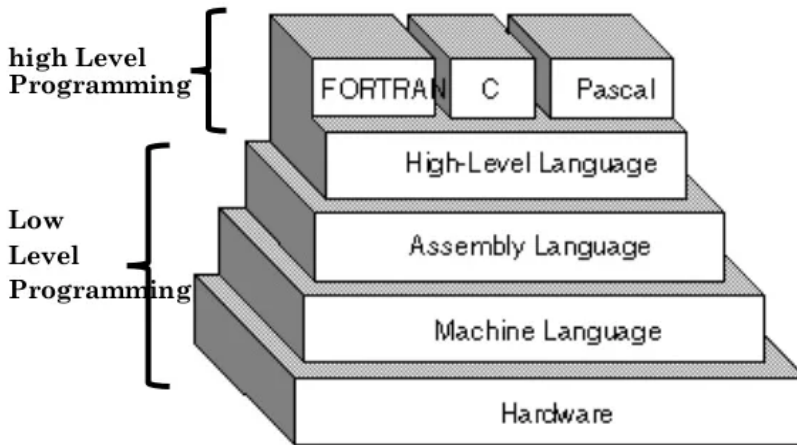 high Level
Programming
FORTRAN C Pascal
High-Level Language
Low
Level
Programming
Assembly Language
Machine Language
Hardware